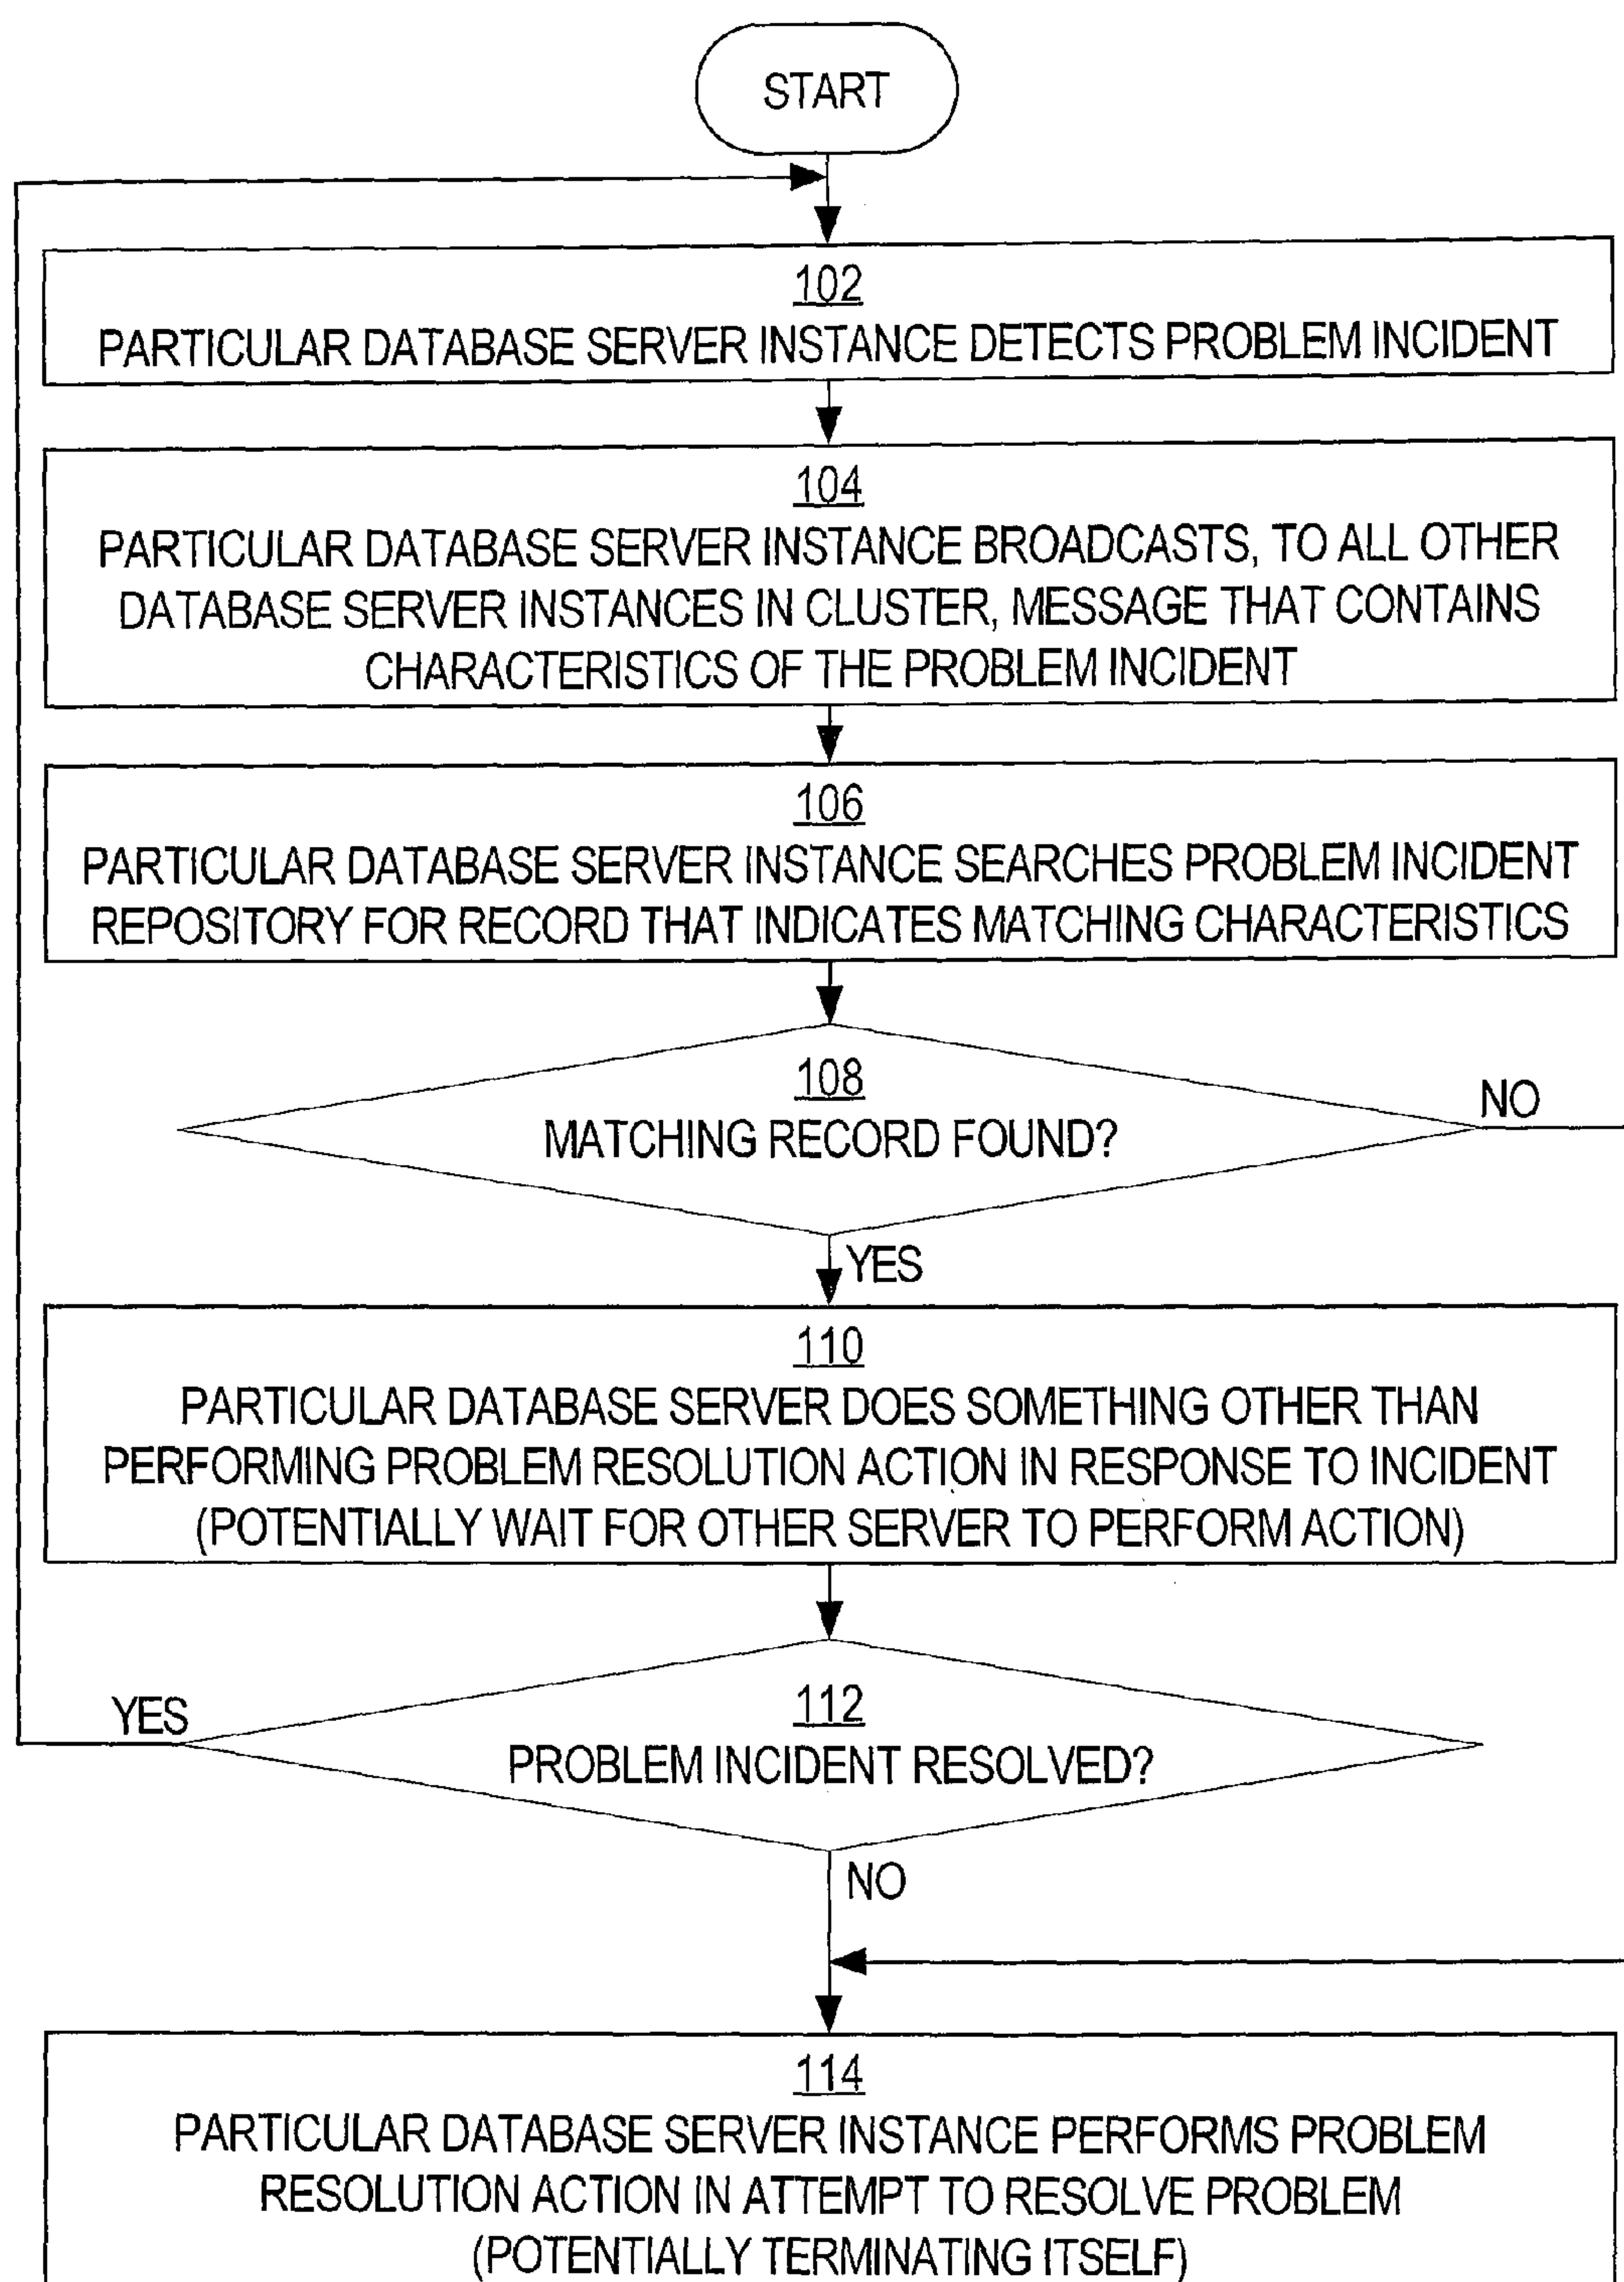 START
102
PARTICULAR DATABASE SERVER INSTANCE DETECTS PROBLEM INCIDENT
104
PARTICULAR DATABASE SERVER INSTANCE BROADCASTS, TO ALL OTHER
DATABASE SERVER INSTANCES IN CLUSTER, MESSAGE THAT CONTAINS
CHARACTERISTICS OF THE PROBLEM INCIDENT
106
PARTICULAR DATABASE SERVER INSTANCE SEARCHES PROBLEM INCIDENT
REPOSITORY FOR RECORD THAT INDICATES MATCHING CHARACTERISTICS
108
MATCHING RECORD FOUND?
NO
YES
110
PARTICULAR DATABASE SERVER DOES SOMETHING OTHER THAN
PERFORMING PROBLEM RESOLUTION ACTION IN RESPONSE TO INCIDENT
(POTENTIALLY WAIT FOR OTHER SERVER TO PERFORM ACTION)
YES
112
PROBLEM INCIDENT RESOLVED?
NO
114
PARTICULAR DATABASE SERVER INSTANCE PERFORMS PROBLEM
RESOLUTION ACTION IN ATTEMPT TO RESOLVE PROBLEM
(POTENTIALLY TERMINATING ITSELF)